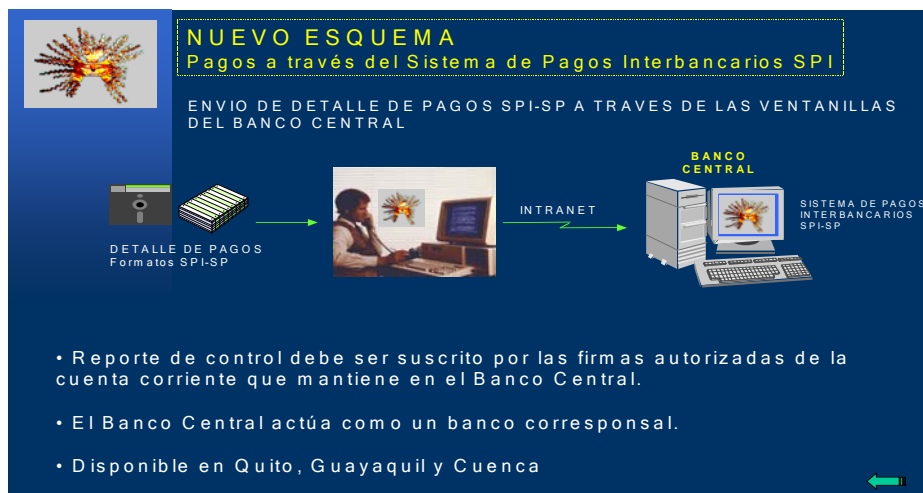 NUEVO ESQUEMA
Pagos a través del Sistema de Pagos Interbancarios SPI
ENVIO DE DETALLE DE PAGOS SPI-SP A TRAVES DE LAS VENTANILLAS
DEL BANCO CENTRAL
BANCO
CENTRAL
INTRANET
SISTEMA DE PAGOS
INTERBANCARIOS
SPI-SP
DETALLE DE PAGOS
Formatos SPI-SP
• Reporte de control debe ser suscrito por las firmas autorizadas de la
cuenta corriente que mantiene en el Banco Central.
• El Banco Central actúa como un banco corresponsal.
• Disponible en Quito, Guayaquil y Cuenca